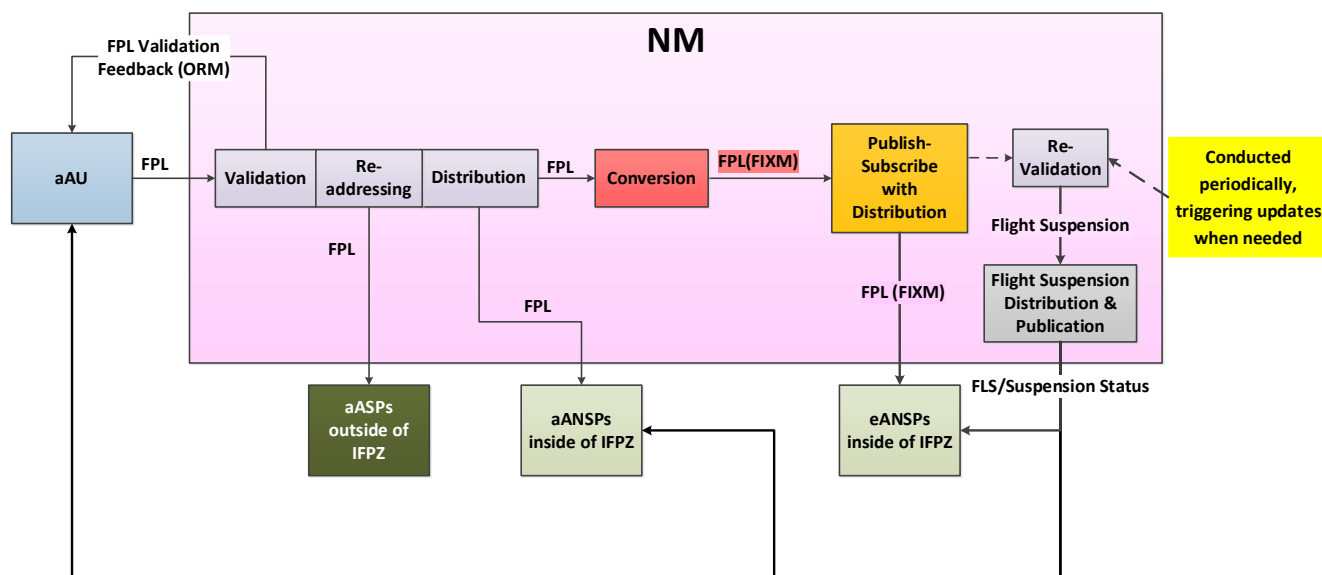 NM
FPL Validation
Feedback (ORM)
aAU
FPL
Validation
Re-
addressing
Distribution
FPL
Conversion
FPL(FIXM)
Publish-
Subscribe
with
Distribution
Re-
Validation
Conducted
periodically,
triggering updates
when needed
Flight Suspension
FPL
FPL
FPL (FIXM)
Flight Suspension
Distribution &
Publication
FLS/Suspension Status
aASPs
outside of
IFPZ
aANSPs
inside of IFPZ
eANSPs
inside of IFPZ